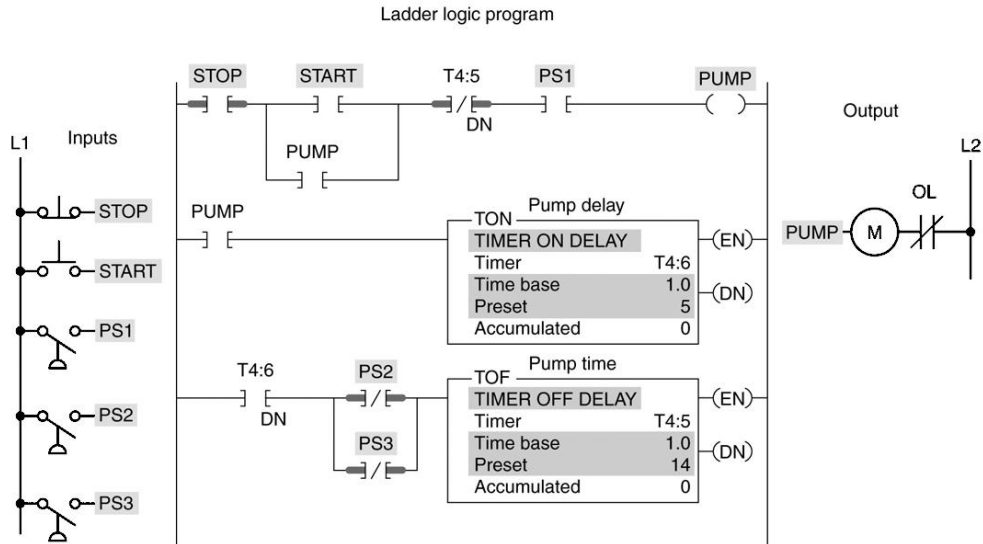 Ladder logic program
STOP START T4:5 PS1 PUMP
DN
PUMP
Inputs
L1
STOP
START
PS1
PS2
PS3
PUMP
Pump delay
TON
TIMER ON DELAY
Timer T4:6
Time base 1.0
Preset 5
Accumulated 0
(EN)
(DN)
T4:6
DN
PS2
PS3
Pump time
TOF
TIMER OFF DELAY
Timer T4:5
Time base 1.0
Preset 14
Accumulated 0
(EN)
(DN)
Output
L2
OL
PUMP M